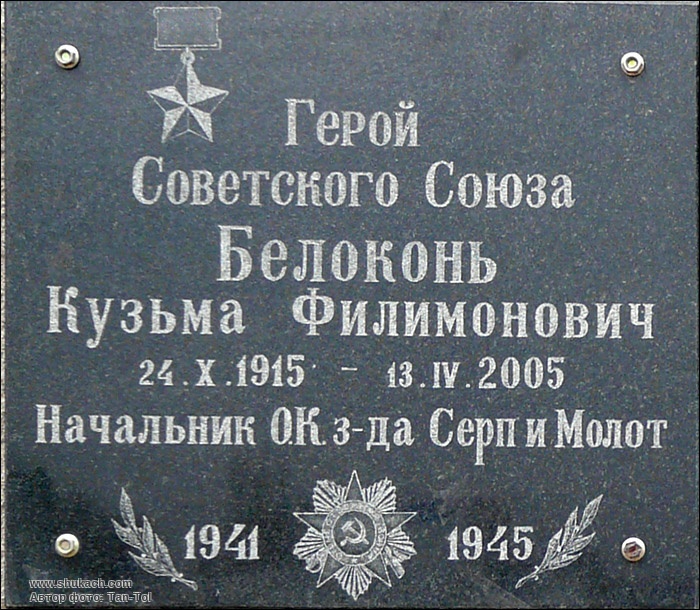 Герой
Советского Союза
Белоконь
Кузьма Филимонович
24.X.1915 - 13.IV.2005
Начальник О.К. з-да Серп и Молот
1941 1945
www.shukach.com
Автор фото: Tan-Tol